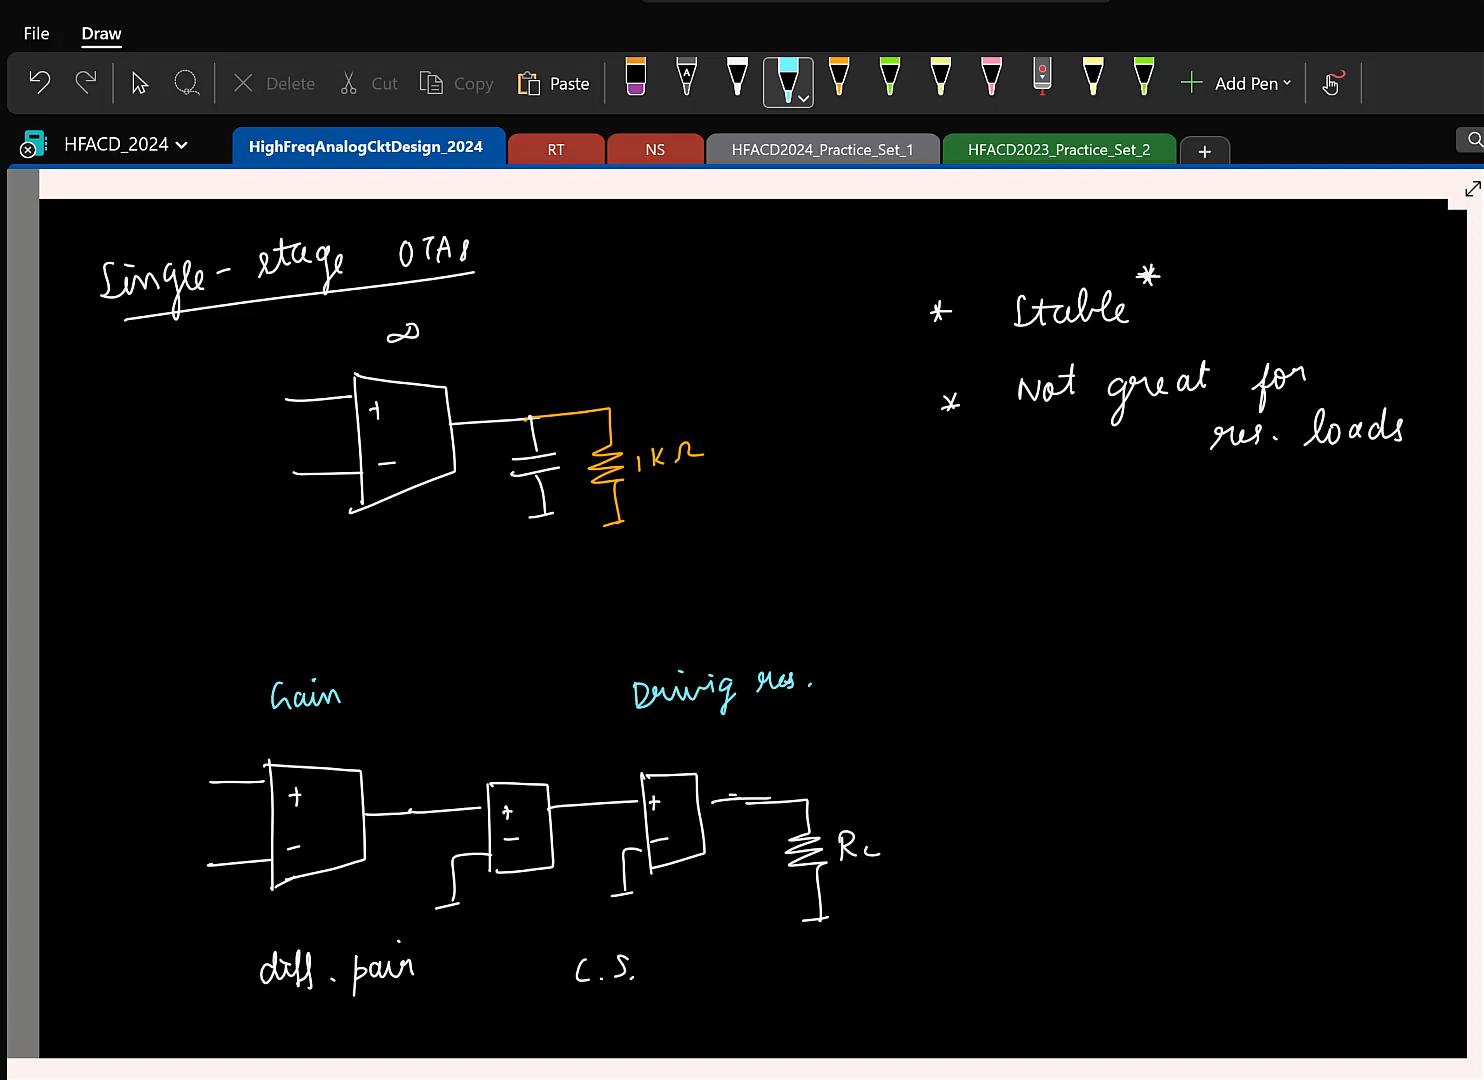 File Draw
Delete Cut Copy Paste A Add Pen
HFACD_2024 HighFreqAnalogCktDesign_2024 RT NS HFACD2024_Practice_Set_1 HFACD2023_Practice_Set_2 +
Single-stage OTAs
∞
+
-
1KΩ
* Stable*
* Not great for
res. loads
Gain
Drivig res.
+
-
+
-
+
-
RL
diff. pair
C.S.